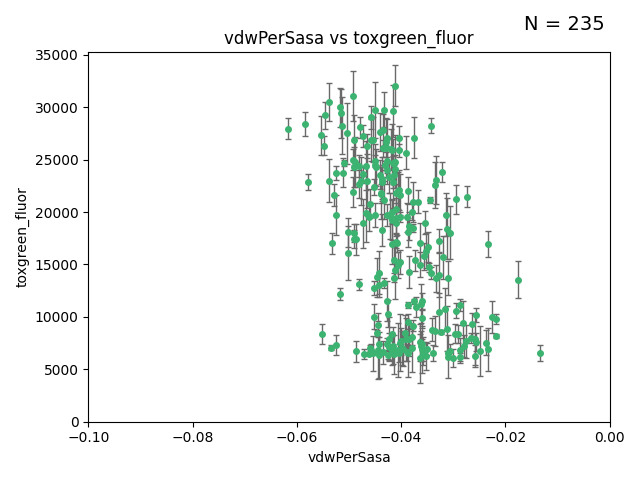 N = 235
vdwPerSasa vs toxgreen_fluor
35000
30000
25000
20000
15000
10000
5000
0
toxgreen_fluor
−0.10 −0.08 −0.06 −0.04 −0.02 0.00
vdwPerSasa